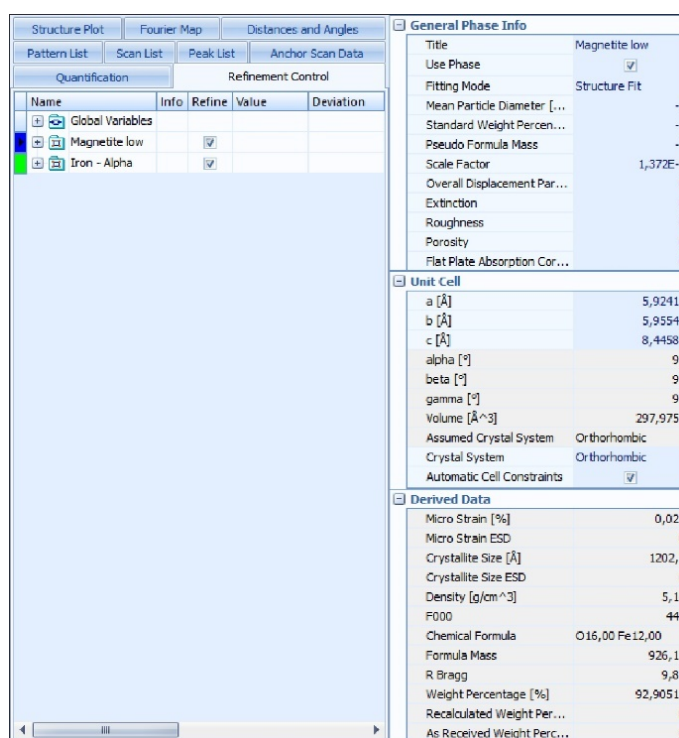 Structure Plot Fourier Map Distances and Angles
Pattern List Scan List Peak List Anchor Scan Data
Quantification Refinement Control
Name Info Refine Value Deviation
Global Variables
Magnetite low
Iron - Alpha
General Phase Info
Title Magnetite low
Use Phase
Fitting Mode Structure Fit
Mean Particle Diameter [...
Standard Weight Percen...
Pseudo Formula Mass
Scale Factor 1,372E-
Overall Displacement Par...
Extinction
Roughness
Porosity
Flat Plate Absorption Cor...
Unit Cell
a [Å] 5,9241
b [Å] 5,9554
c [Å] 8,4458
alpha [º] 9
beta [º] 9
gamma [º] 9
Volume [Å^3] 297,975
Assumed Crystal System Orthorhombic
Crystal System Orthorhombic
Automatic Cell Constraints
Derived Data
Micro Strain [%] 0,02
Micro Strain ESD
Crystallite Size [Å] 1202,
Crystallite Size ESD
Density [g/cm^3] 5,1
F000 44
Chemical Formula O16,00 Fe12,00
Formula Mass 926,1
R Bragg 9,8
Weight Percentage [%] 92,9051
Recalculated Weight Per...
As Received Weight Perc...